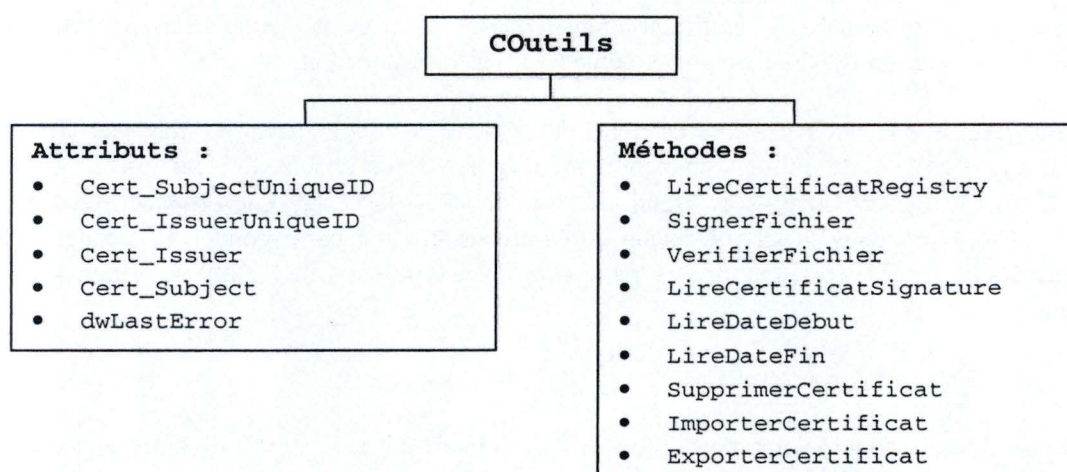 COutils
Attributs :
• Cert_SubjectUniqueID
• Cert_IssuerUniqueID
• Cert_Issuer
• Cert_Subject
• dwLastError
Méthodes :
• LireCertificatRegistry
• SignerFichier
• VerifierFichier
• LireCertificatSignature
• LireDateDebut
• LireDateFin
• SupprimerCertificat
• ImporterCertificat
• ExporterCertificat